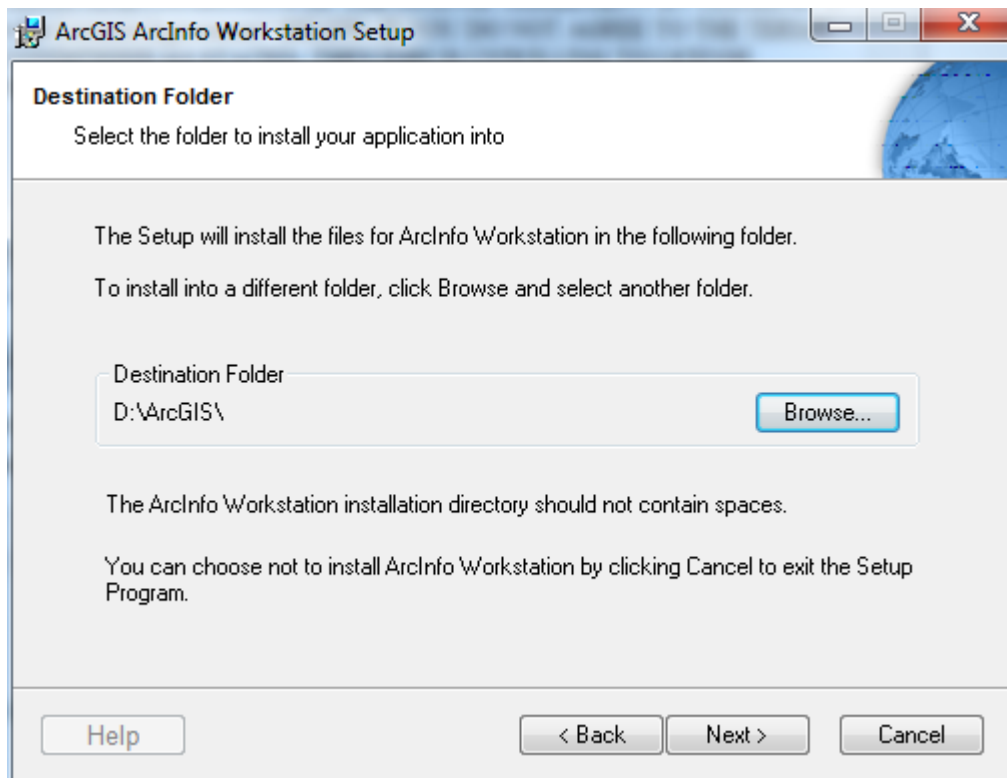 ArcGIS ArcInfo Workstation Setup
Destination Folder
Select the folder to install your application into
The Setup will install the files for ArcInfo Workstation in the following folder.
To install into a different folder, click Browse and select another folder.
Destination Folder
D:\ArcGIS\
Browse...
The ArcInfo Workstation installation directory should not contain spaces.
You can choose not to install ArcInfo Workstation by clicking Cancel to exit the Setup
Program.
Help
< Back
Next >
Cancel